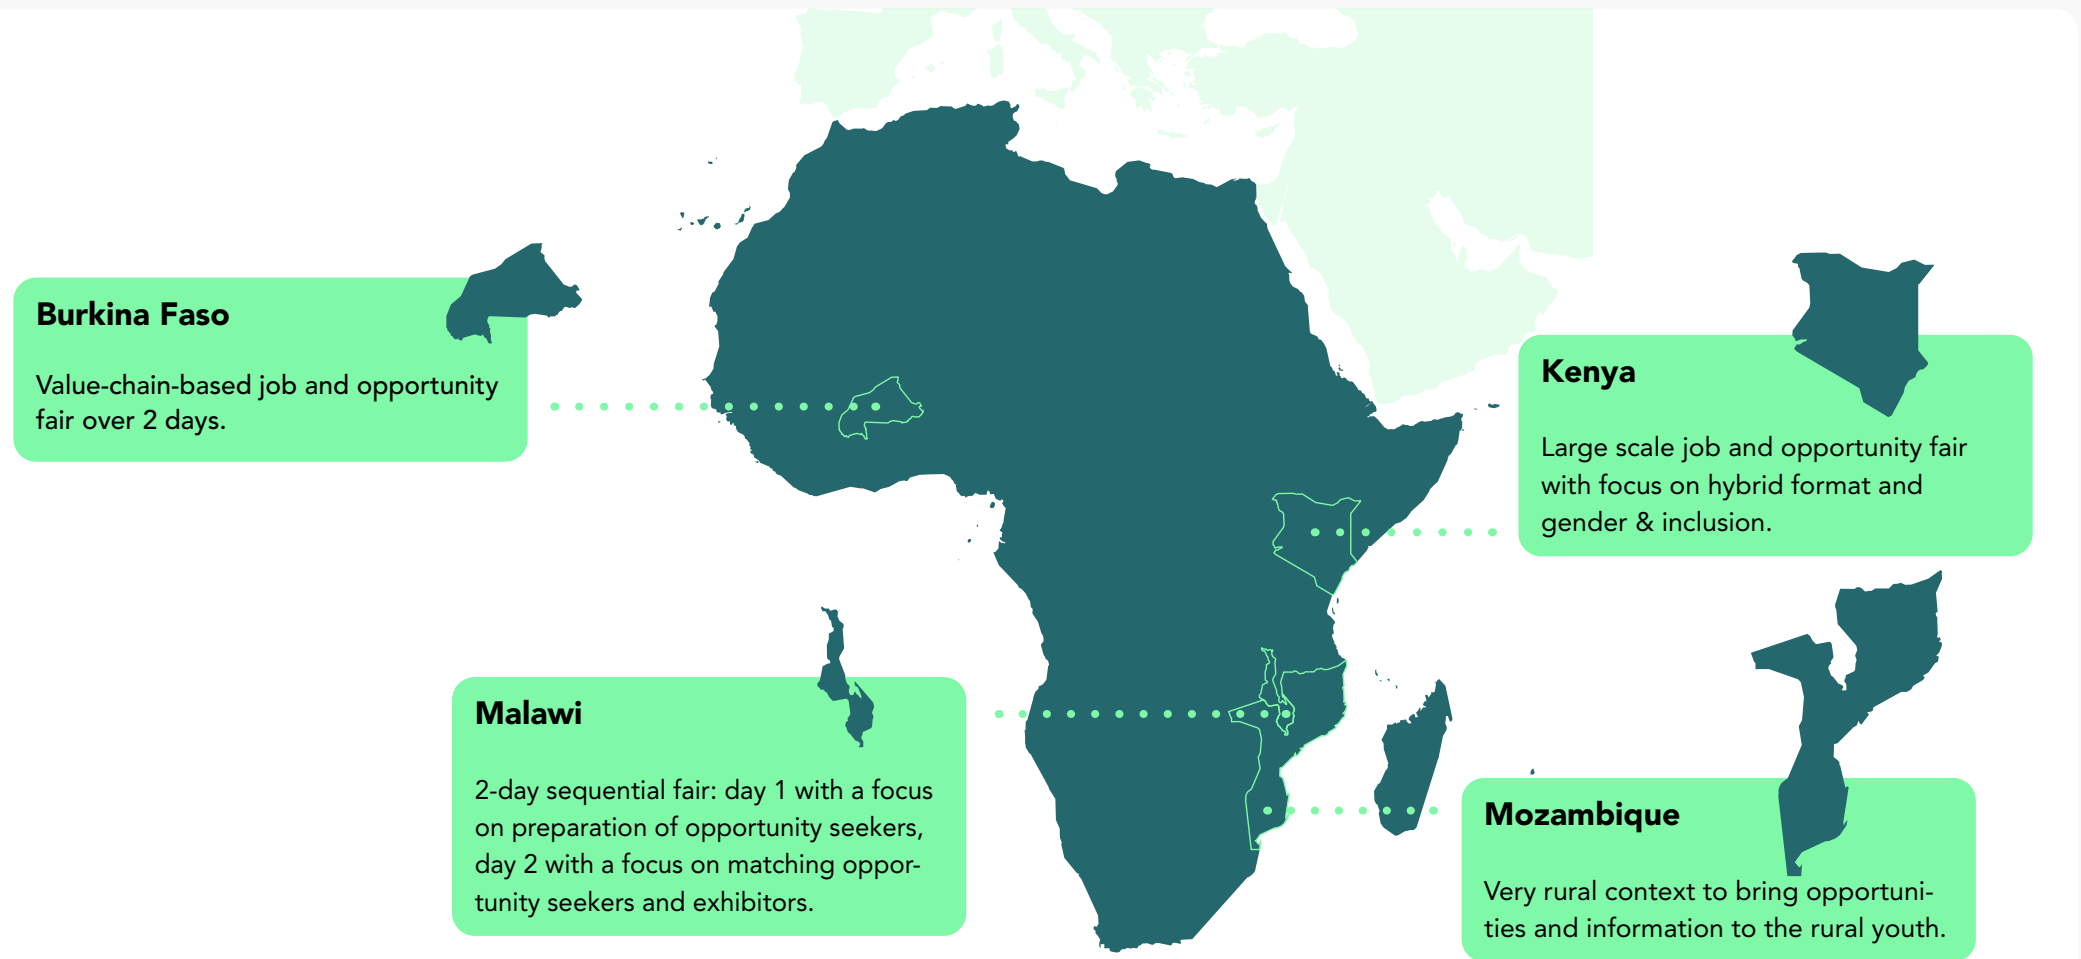 Burkina Faso
Value-chain-based job and opportunity
fair over 2 days.
Kenya
Large scale job and opportunity fair
with focus on hybrid format and
gender & inclusion.
Malawi
2-day sequential fair: day 1 with a focus
on preparation of opportunity seekers,
day 2 with a focus on matching oppor-
tunity seekers and exhibitors.
Mozambique
Very rural context to bring opportuni-
ties and information to the rural youth.